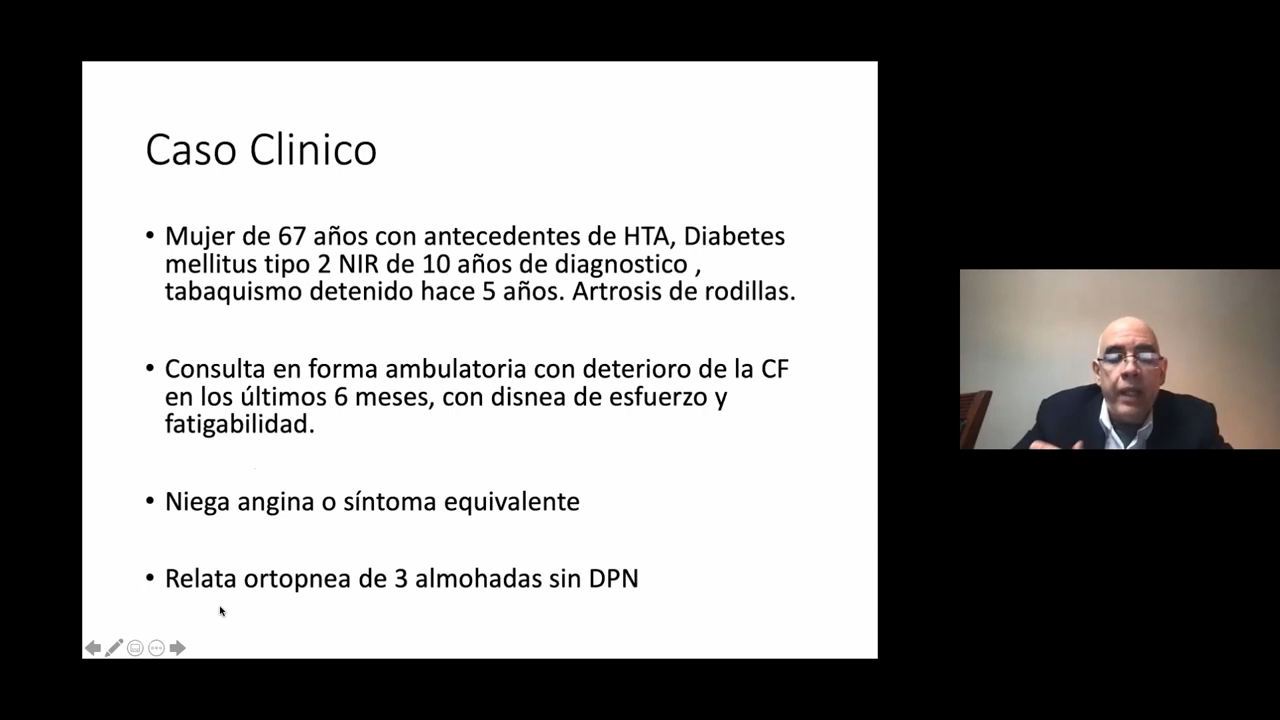 Caso Clinico
• Mujer de 67 años con antecedentes de HTA, Diabetes
mellitus tipo 2 NIR de 10 años de diagnostico ,
tabaquismo detenido hace 5 años. Artrosis de rodillas.
• Consulta en forma ambulatoria con deterioro de la CF
en los últimos 6 meses, con disnea de esfuerzo y
fatigabilidad.
• Niega angina o síntoma equivalente
• Relata ortopnea de 3 almohadas sin DPN